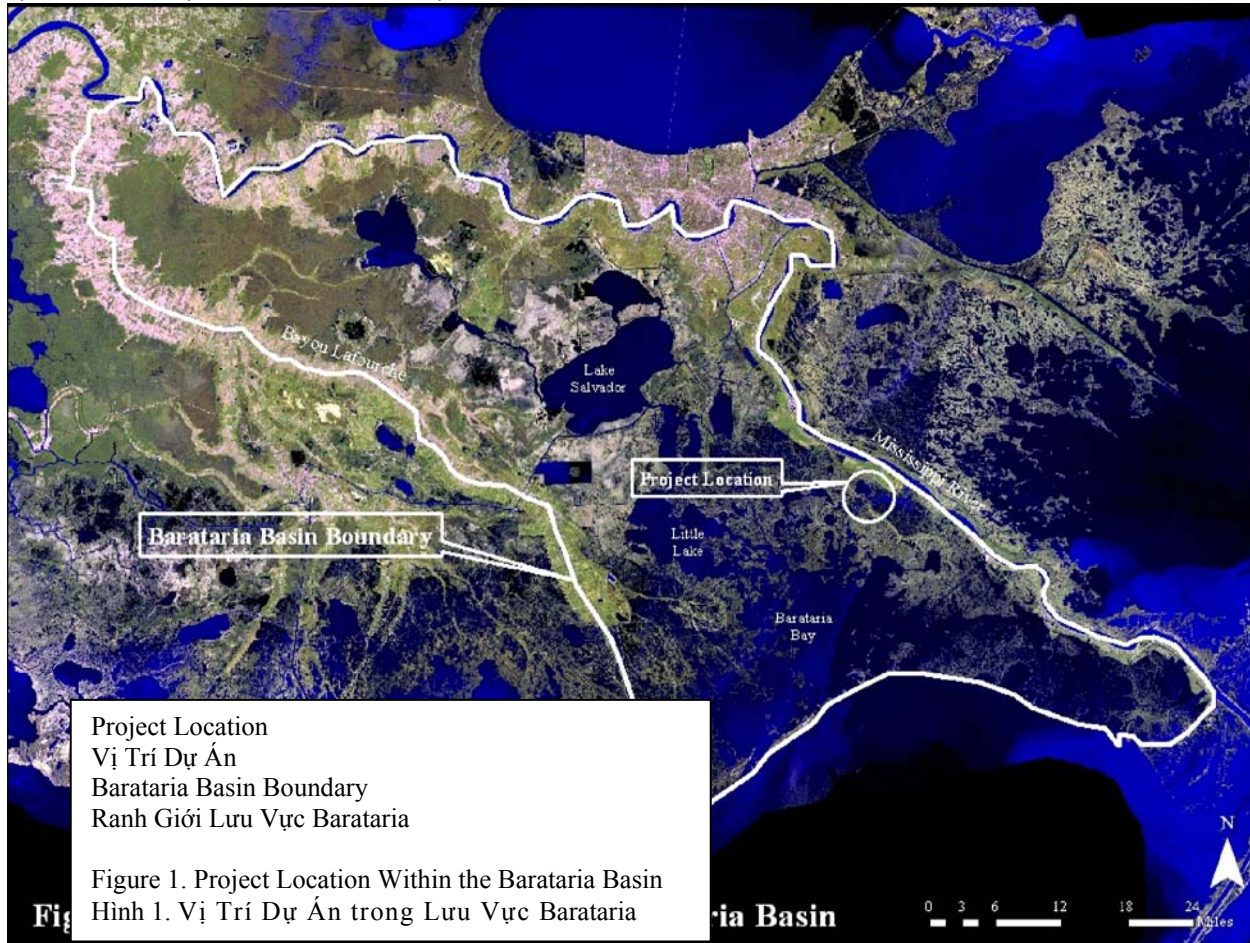 Bayou Lafourche
Lake
Salvador
Mississippi River
Project Location
Barataria Basin Boundary
Little
Lake
Barataria
Bay
Project Location
Vị Trí Dự Án
Barataria Basin Boundary
Ranh Giới Lưu Vực Barataria
Figure 1. Project Location Within the Barataria Basin
Hình 1. Vị Trí Dự Án trong Lưu Vực Barataria
N
0 3 6 12 18 24
Miles
Fig
ria Basin